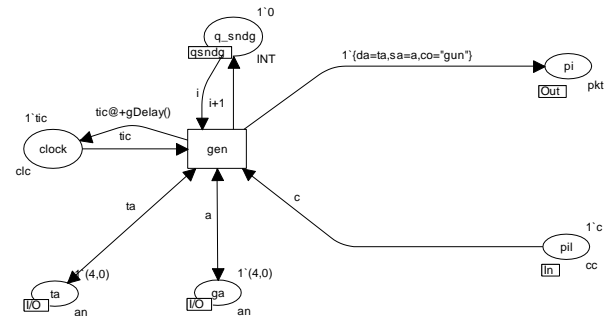 1`0
q_sndg
qsndg
INT
1`{da=ta,sa=a,co="gun"}
pi
Out
pkt
i
i+1
tic@+gDelay()
1`tic
tic
clock
clc
gen
ta
a
c
1`c
pil
In
cc
1`(4,0)
ta
I/O
an
1`(4,0)
ga
I/O
an